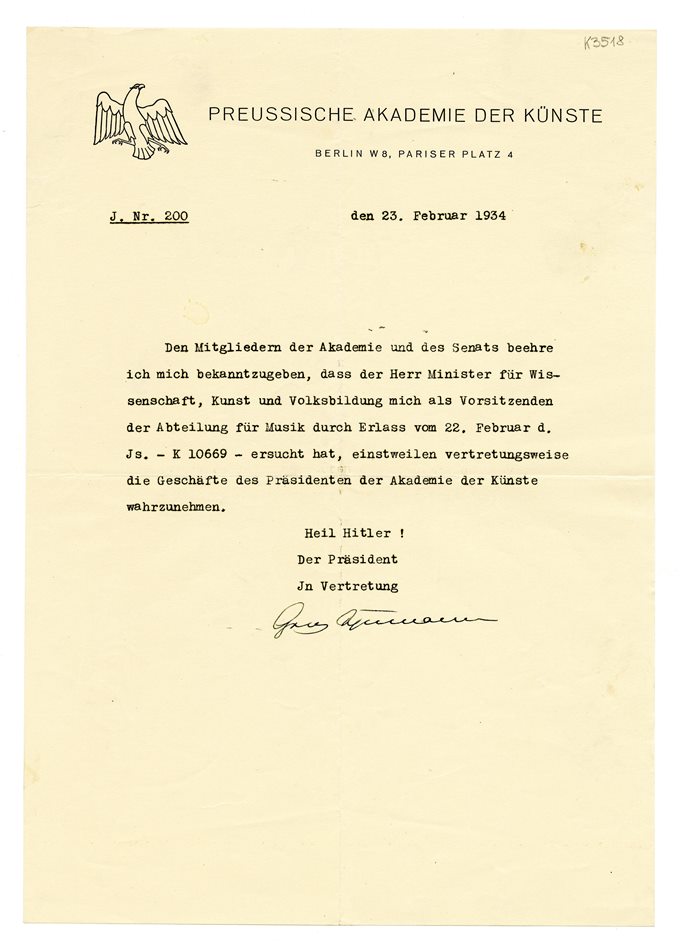 K3518
PREUSSISCHE AKADEMIE DER KÜNSTE
BERLIN W8, PARISER PLATZ 4
J. Nr. 200 den 23. Februar 1934
Den Mitgliedern der Akademie und des Senats beehre
ich mich bekanntzugeben, dass der Herr Minister für Wis-
senschaft, Kunst und Volksbildung mich als Vorsitzenden
der Abteilung für Musik durch Erlass vom 22. Februar d.
Js. - K 10669 - ersucht hat, einstweilen vertretungsweise
die Geschäfte des Präsidenten der Akademie der Künste
wahrzunehmen.
Heil Hitler !
Der Präsident
Jn Vertretung